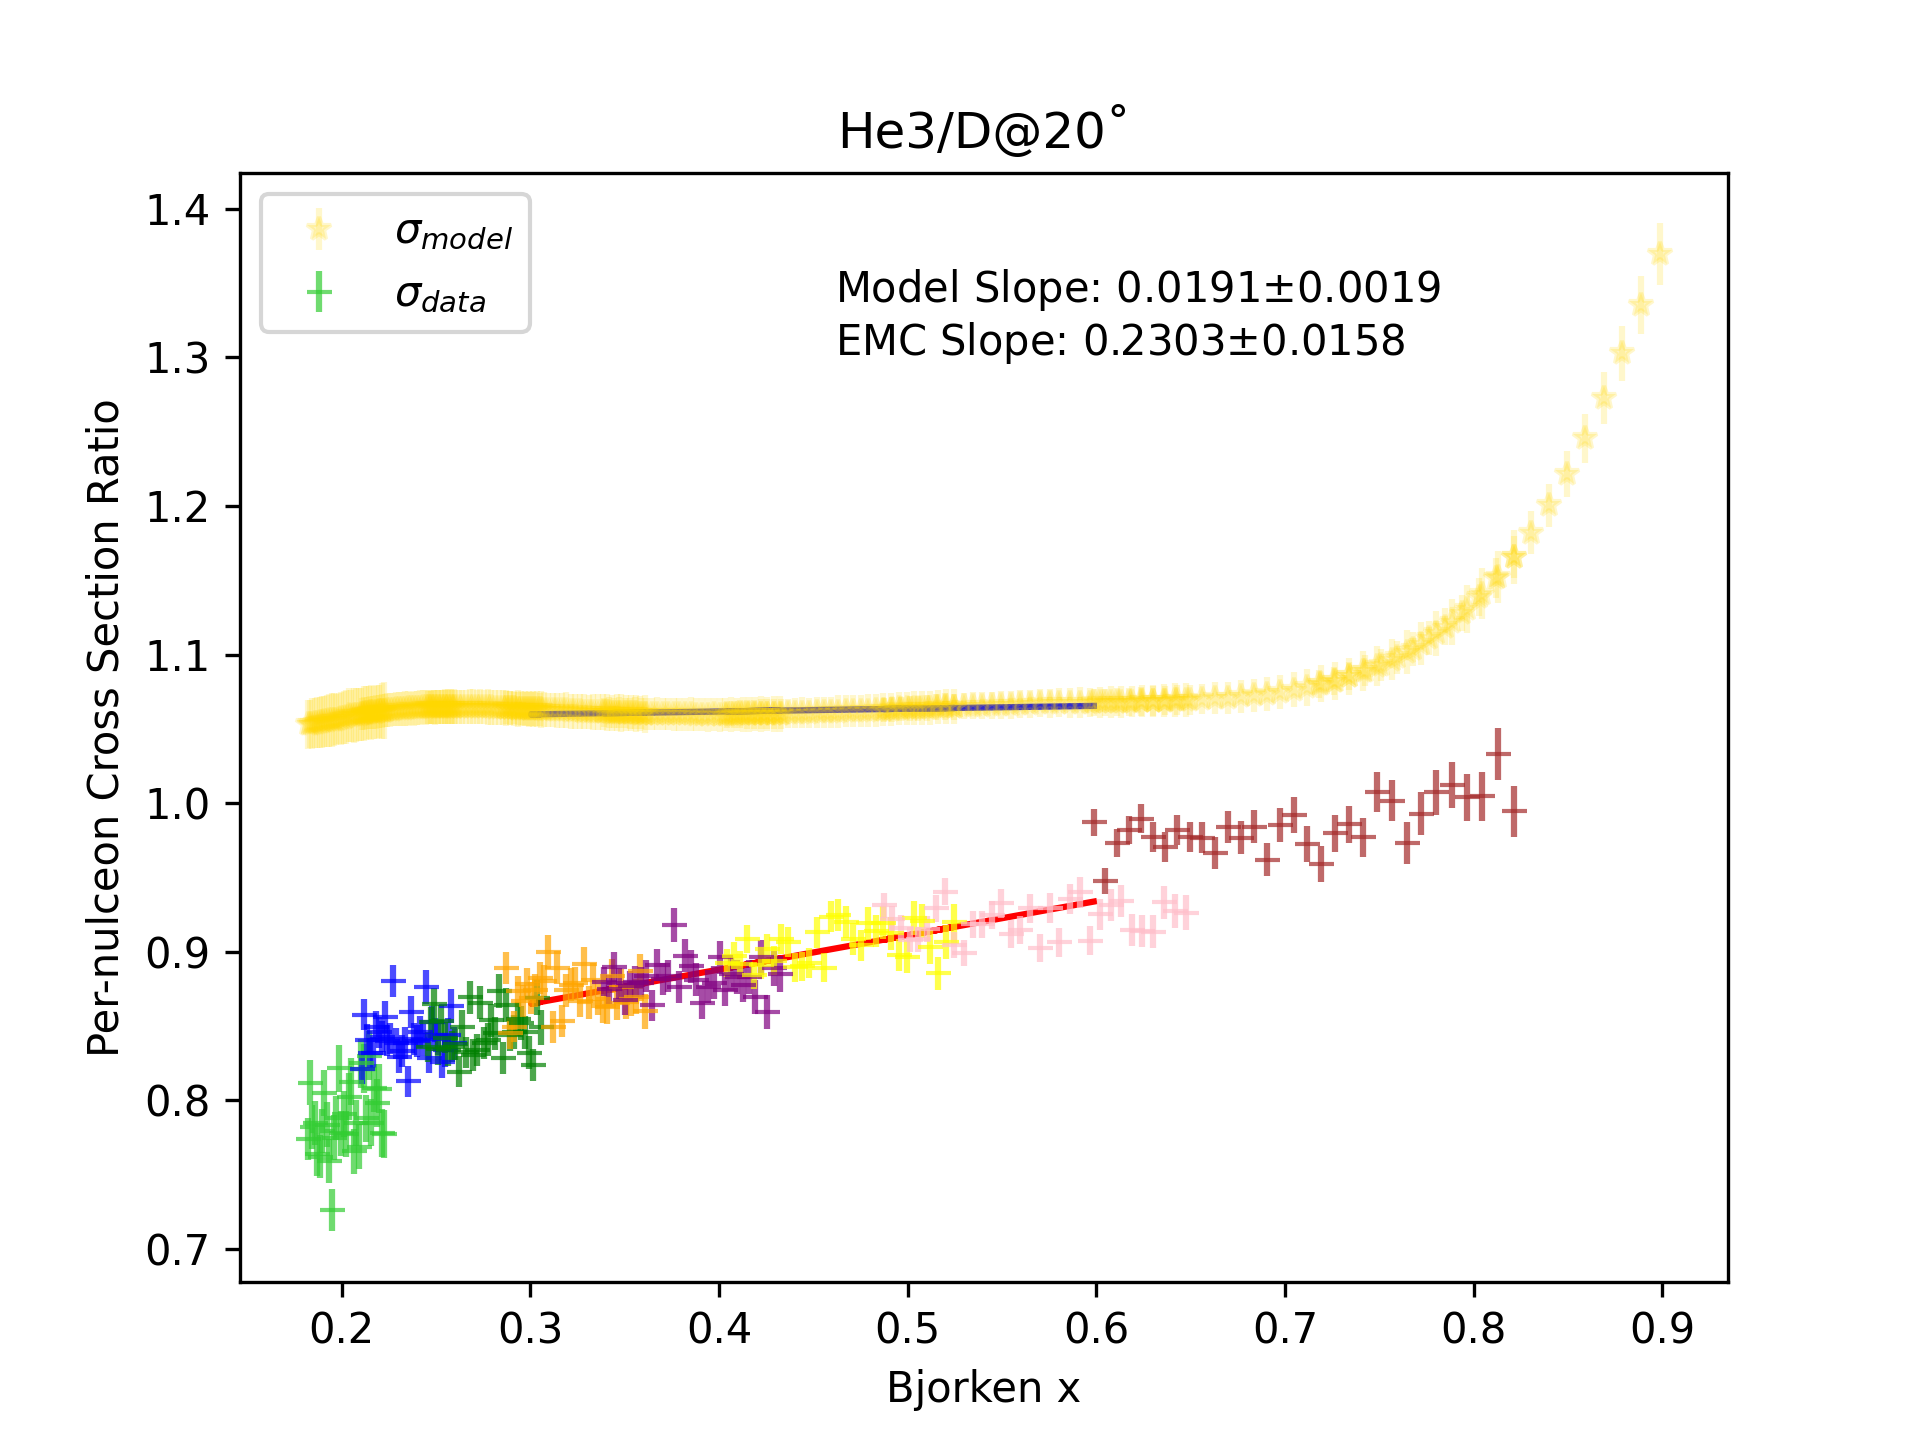 He3/D@20˚
σmodel
σdata
Model Slope: 0.0191±0.0019
EMC Slope: 0.2303±0.0158
Per-nulceon Cross Section Ratio
1.4
1.3
1.2
1.1
1.0
0.9
0.8
0.7
0.2 0.3 0.4 0.5 0.6 0.7 0.8 0.9
Bjorken x